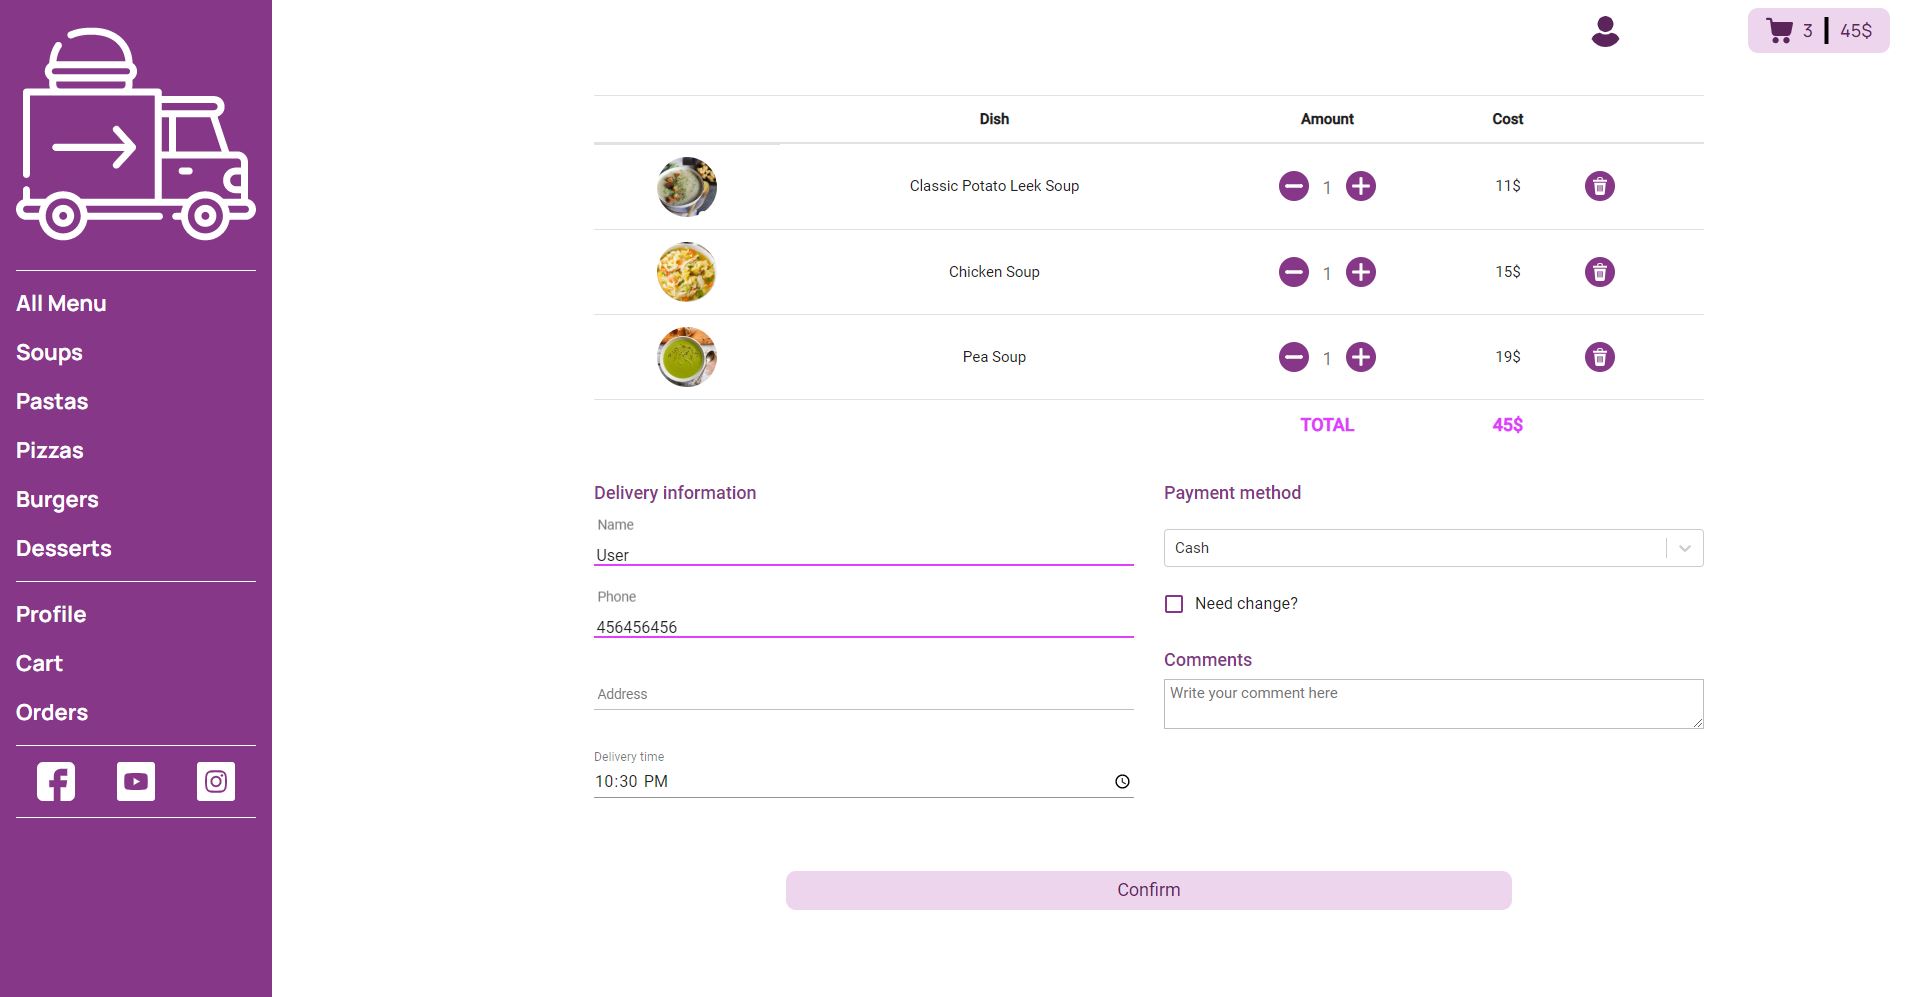 3 | 45$
Dish Amount Cost
Classic Potato Leek Soup 1 11$
Chicken Soup 1 15$
Pea Soup 1 19$
TOTAL 45$
All Menu
Soups
Pastas
Pizzas
Burgers
Desserts
Profile
Cart
Orders
Delivery information
Name
User
Phone
456456456
Address
Delivery time
10:30 PM
Payment method
Cash
Need change?
Comments
Write your comment here
Confirm